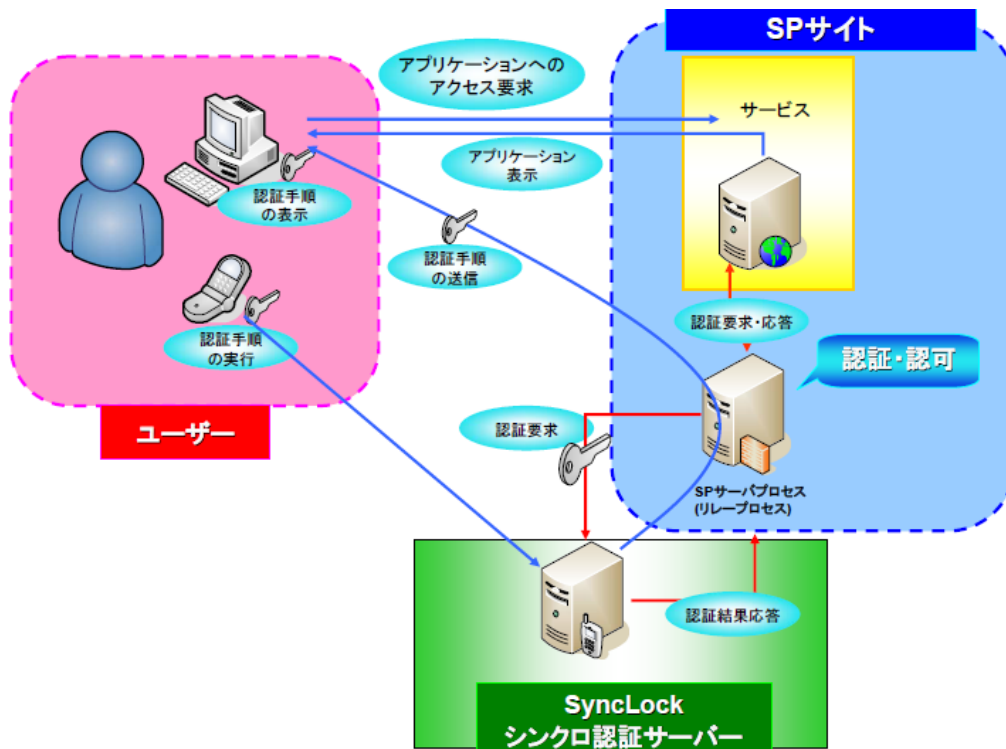 SPサイト
アプリケーションへの
アクセス要求
サービス
アプリケーション
表示
認証手順
の表示
認証手順
の送信
認証要求・応答
認証手順
の実行
認証・認可
ユーザー
認証要求
SPサーバプロセス
(リレープロセス)
認証結果応答
SyncLock
シンクロ認証サーバー